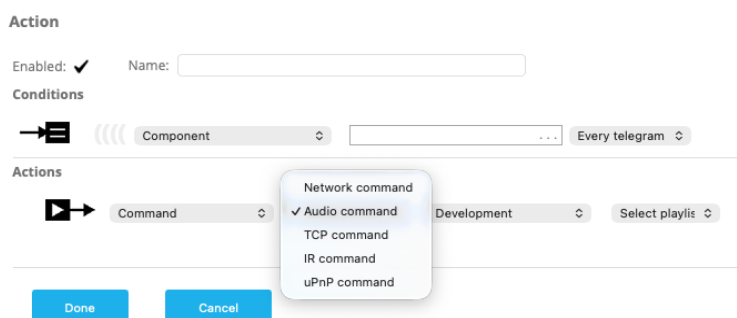 Action
Enabled: ✔ Name:
Conditions
Component ... Every telegram
Actions
Network command
Command ✓ Audio command Development Select playlis
TCP command
IR command
uPnP command
Done Cancel